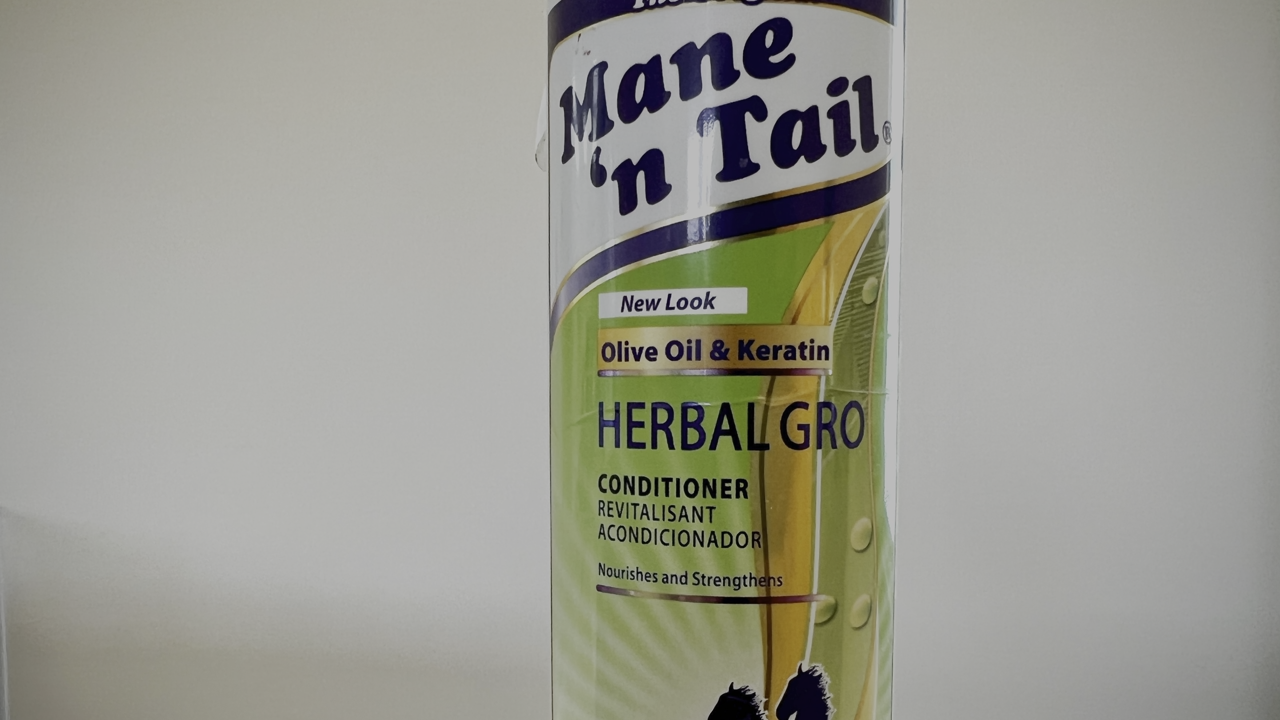 Mane
'n Tail®
New Look
Olive Oil & Keratin
HERBAL GRO
CONDITIONER
REVITALISANT
ACONDICIONADOR
Nourishes and Strengthens